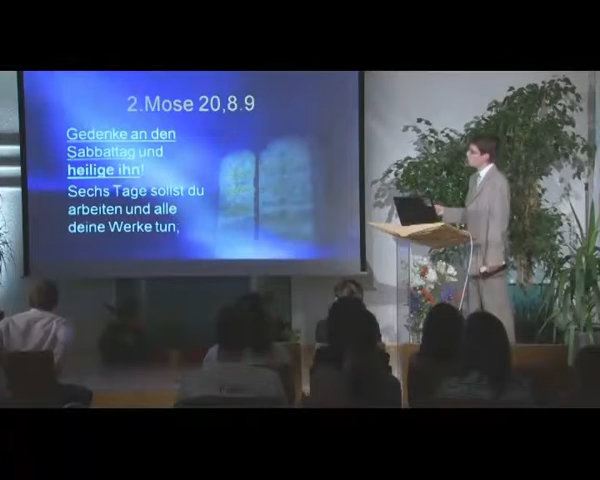 2.Mose 20,8.9
Gedenke an den
Sabbattag und
heilige ihn!
Sechs Tage sollst du
arbeiten und alle
deine Werke tun;